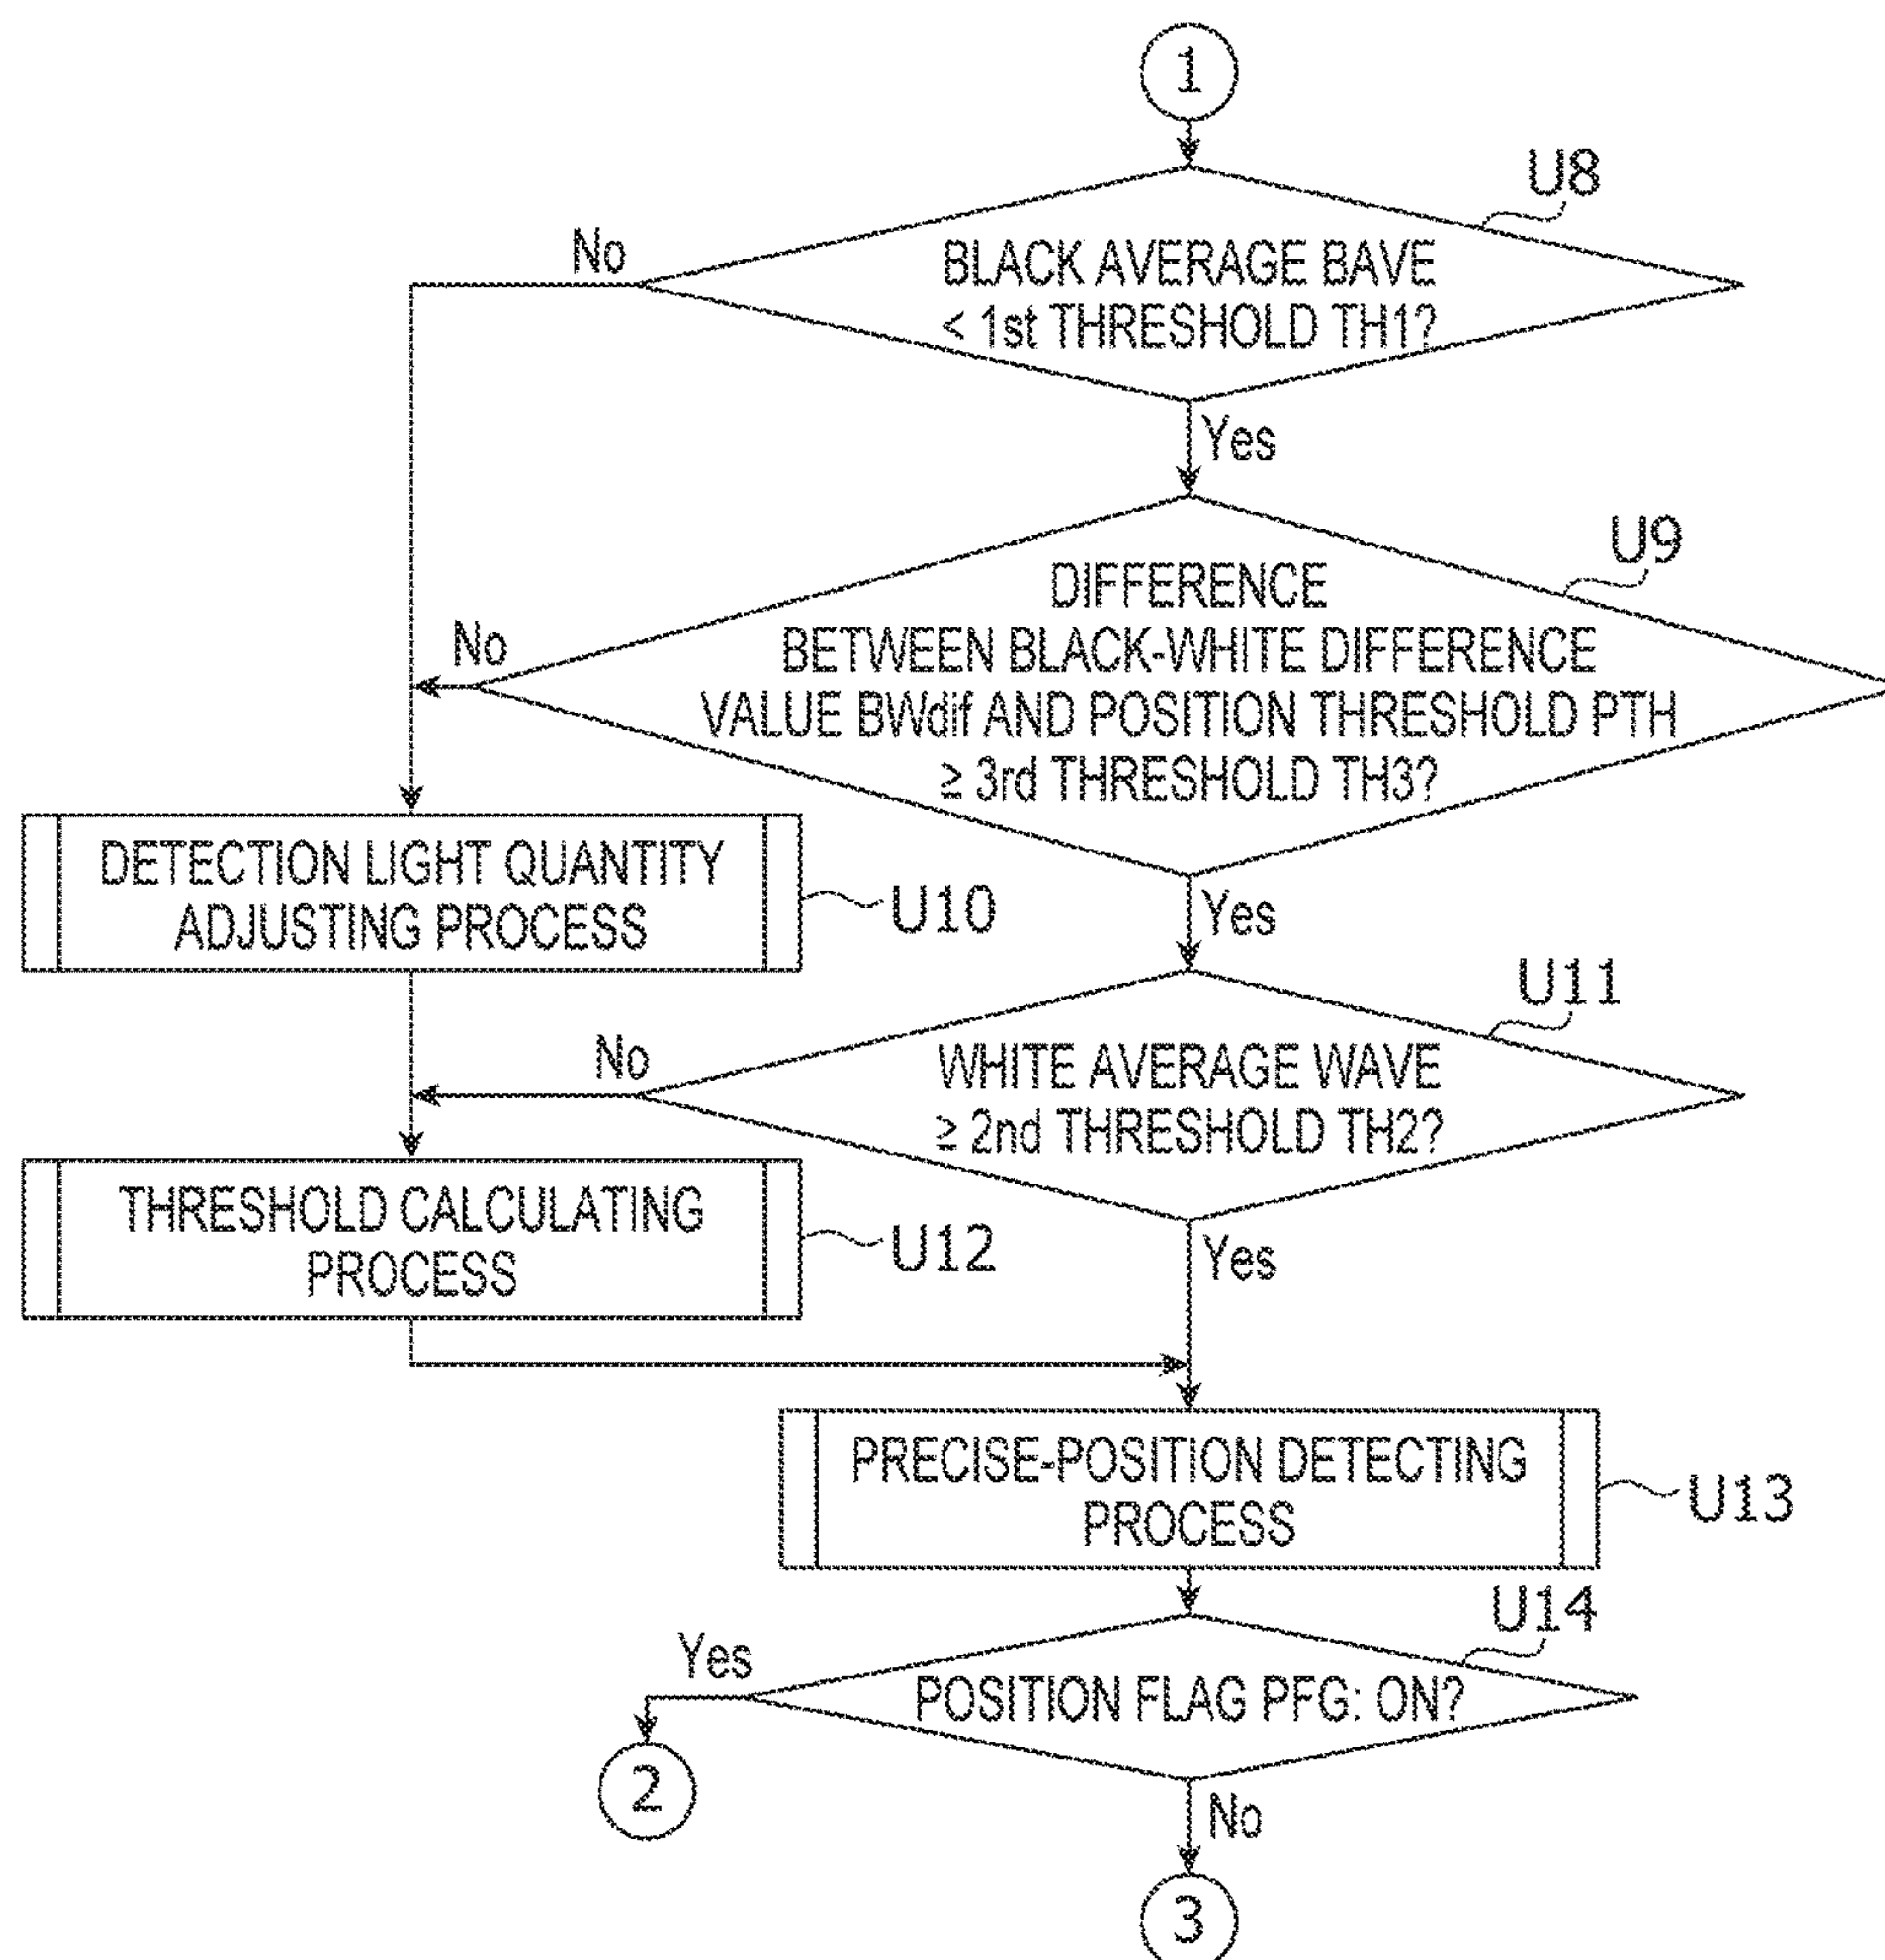 1
U8
No
BLACK AVERAGE BAVE
< 1st THRESHOLD TH1?
Yes
U9
No
DIFFERENCE
BETWEEN BLACK-WHITE DIFFERENCE
VALUE BWdif AND POSITION THRESHOLD PTH
≧ 3rd THRESHOLD TH3?
DETECTION LIGHT QUANTITY
ADJUSTING PROCESS
U10
Yes
U11
No
WHITE AVERAGE WAVE
≧ 2nd THRESHOLD TH2?
THRESHOLD CALCULATING
PROCESS
U12
Yes
PRECISE-POSITION DETECTING
PROCESS
U13
U14
Yes
POSITION FLAG PFG: ON?
2
No
3